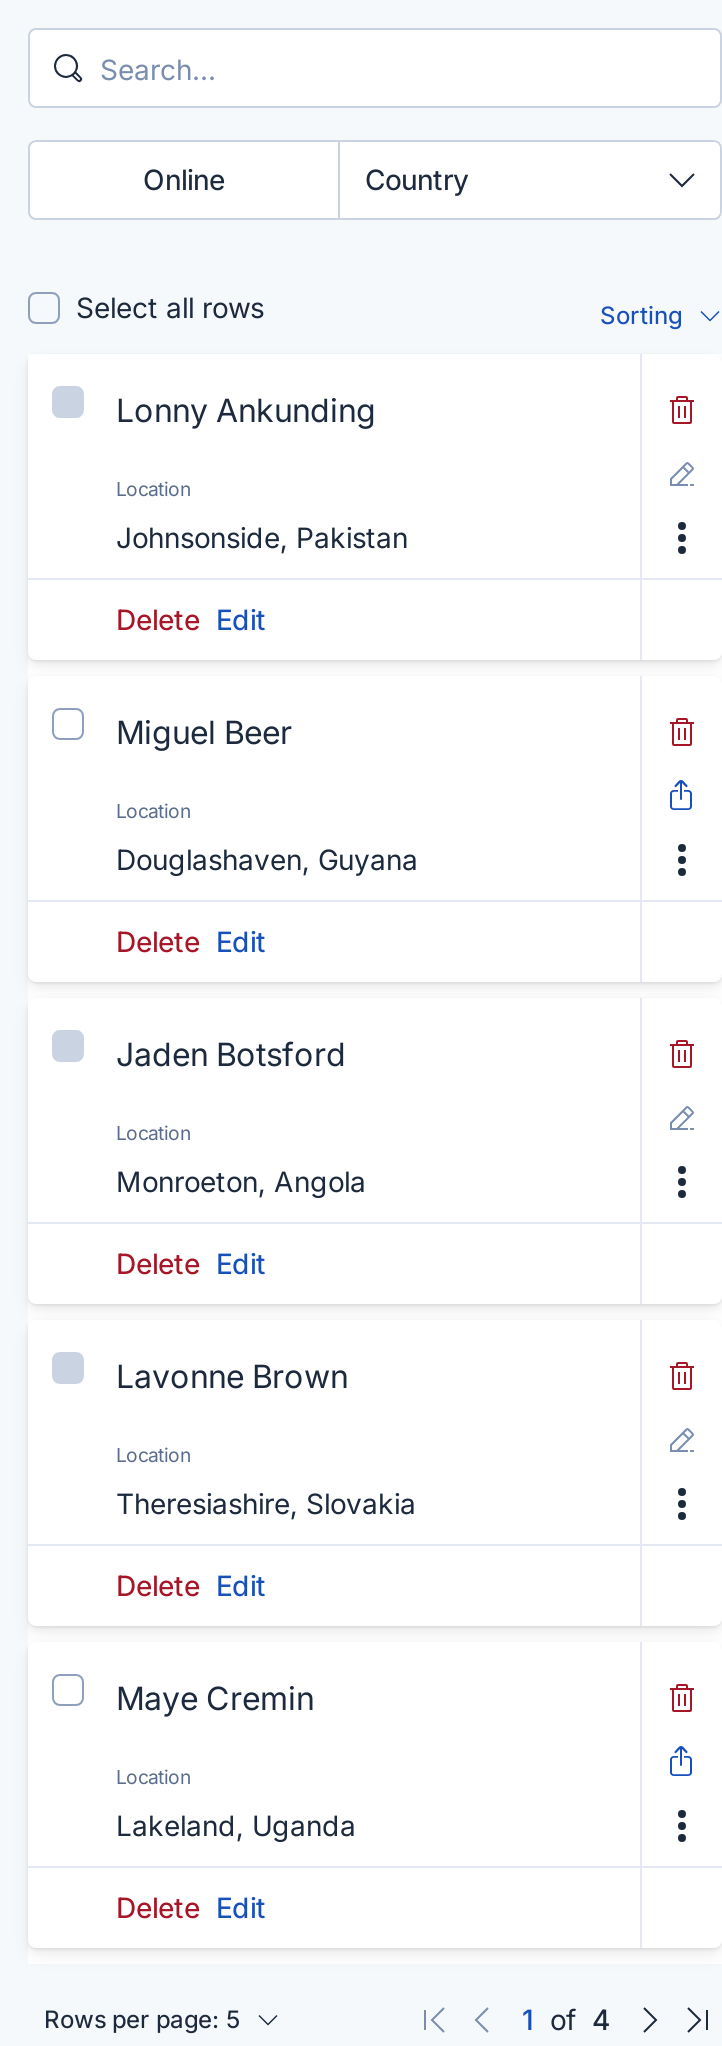 Search...
Online Country
Select all rows Sorting
Lonny Ankunding
Location
Johnsonside, Pakistan
Delete Edit
Miguel Beer
Location
Douglashaven, Guyana
Delete Edit
Jaden Botsford
Location
Monroeton, Angola
Delete Edit
Lavonne Brown
Location
Theresiashire, Slovakia
Delete Edit
Maye Cremin
Location
Lakeland, Uganda
Delete Edit
Rows per page: 5 1 of 4